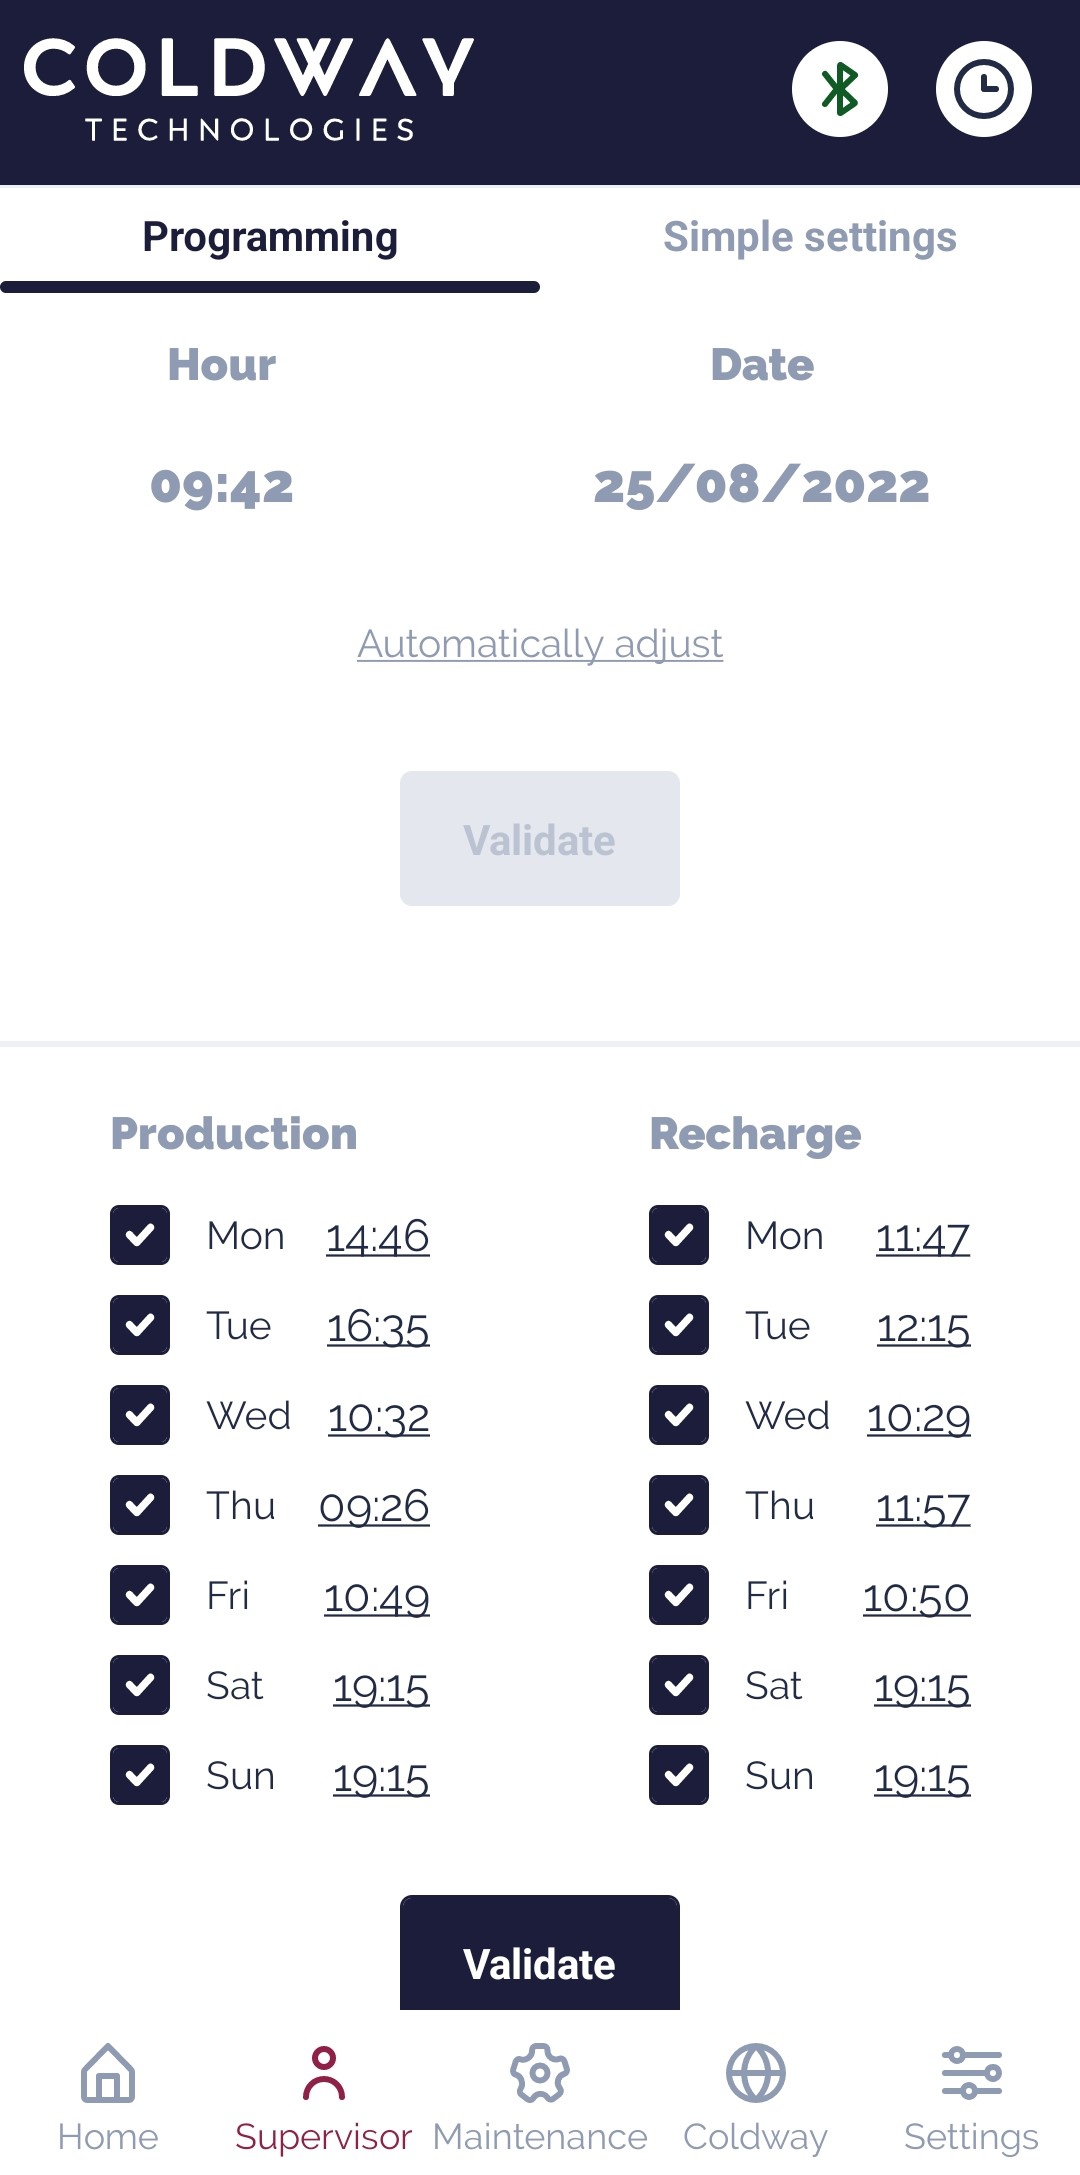 COLDWAY
TECHNOLOGIES
Programming Simple settings
Hour Date
09:42 25/08/2022
Automatically adjust
Validate
Production Recharge
Mon 14:46 Mon 11:47
Tue 16:35 Tue 12:15
Wed 10:32 Wed 10:29
Thu 09:26 Thu 11:57
Fri 10:49 Fri 10:50
Sat 19:15 Sat 19:15
Sun 19:15 Sun 19:15
Validate
Home Supervisor Maintenance Coldway Settings